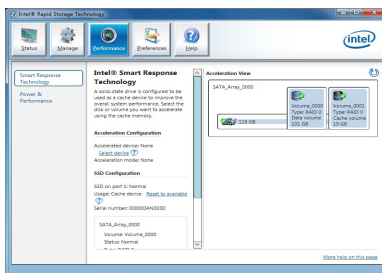 Intel® Rapid Storage Technology
Status
Manage
Performance
Preferences
Help
intel
Smart Response
Technology
Power &
Performance
Intel® Smart Response
Technology
A solid-state drive is configured to be
used as a cache device to improve the
overall system performance. Select the
disk or volume you want to accelerate
using the cache memory.
Acceleration Configuration
Accelerated device: None
Select device
Acceleration mode: None
SSD Configuration
SSD on port 1: Normal
Usage: Cache device Reset to available
Serial number: 000000AN003D
SATA_Array_0000
Volume: Volume_0000
Status: Normal
Type: RAID 0
Acceleration View
SATA_Array_0000
119 GB
Volume_0000
Type: RAID 0
Data volume
101 GB
Volume_0001
Type: RAID 0
Cache volume
19 GB
More help on this page